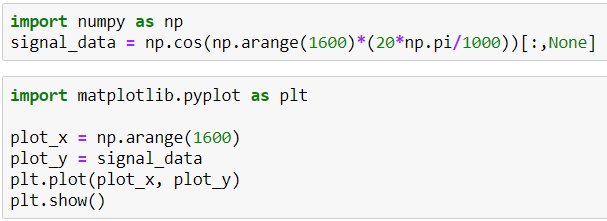 import numpy as np
signal_data = np.cos(np.arange(1600)*(20*np.pi/1000))[:,None]
import matplotlib.pyplot as plt
plot_x = np.arange(1600)
plot_y = signal_data
plt.plot(plot_x, plot_y)
plt.show()